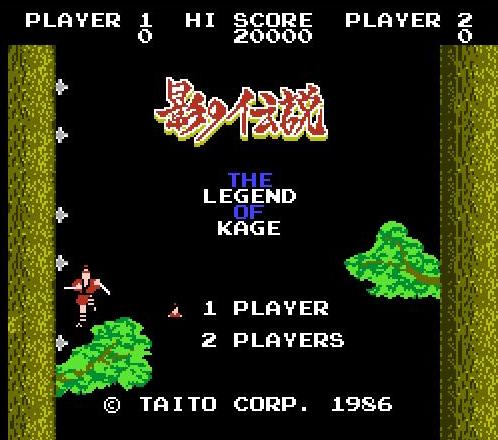 PLAYER 1 HI SCORE PLAYER 2
0 20000 0
影の伝説
THE
LEGEND
OF
KAGE
1 PLAYER
2 PLAYERS
© TAITO CORP. 1986